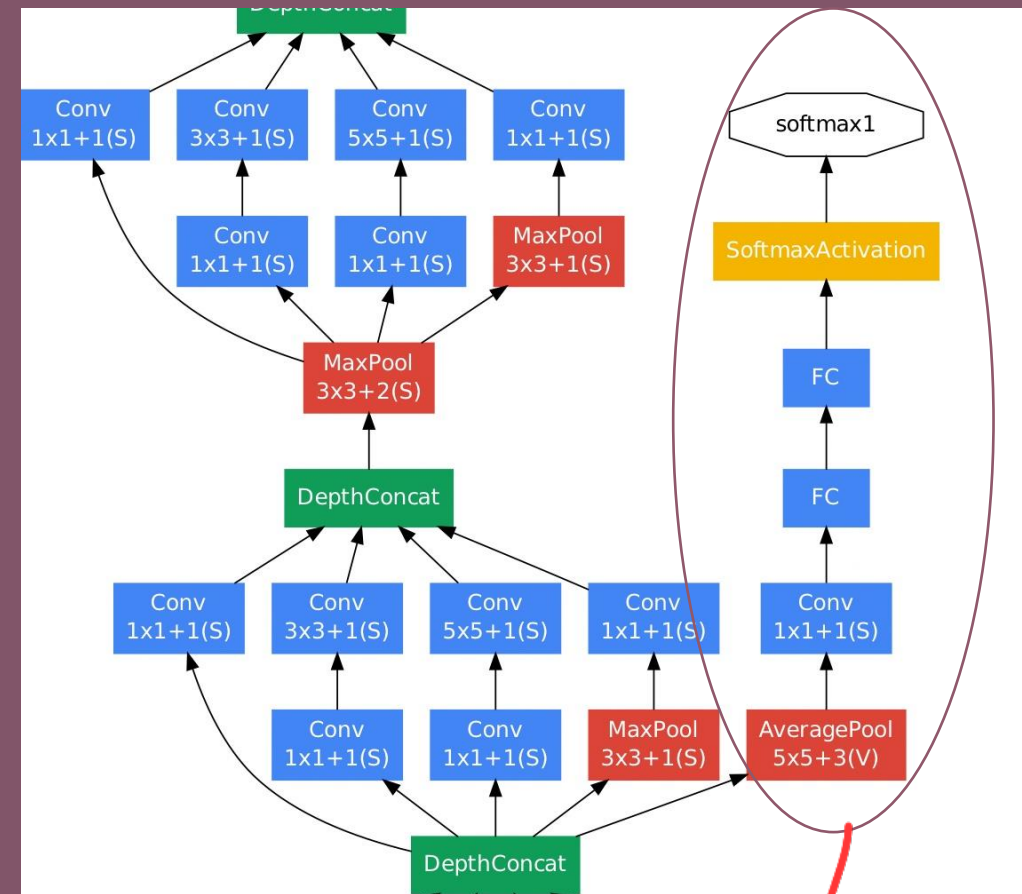 DepthConcat
Conv
1x1+1(S)
Conv
3x3+1(S)
Conv
5x5+1(S)
Conv
1x1+1(S)
softmax1
Conv
1x1+1(S)
Conv
1x1+1(S)
MaxPool
3x3+1(S)
SoftmaxActivation
MaxPool
3x3+2(S)
FC
DepthConcat
FC
Conv
1x1+1(S)
Conv
3x3+1(S)
Conv
5x5+1(S)
Conv
1x1+1(S)
Conv
1x1+1(S)
Conv
1x1+1(S)
Conv
1x1+1(S)
MaxPool
3x3+1(S)
AveragePool
5x5+3(V)
DepthConcat